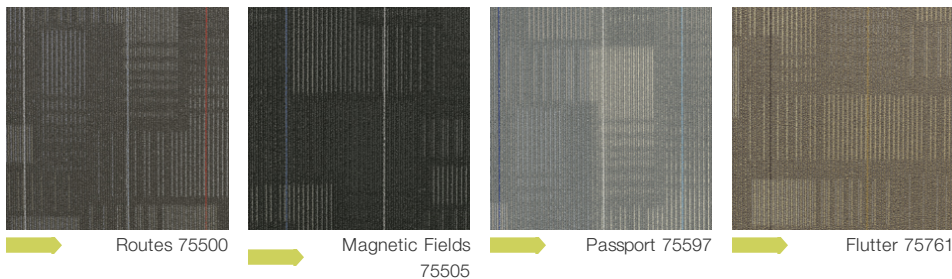 Routes 75500
Magnetic Fields
75505
Passport 75597
Flutter 75761